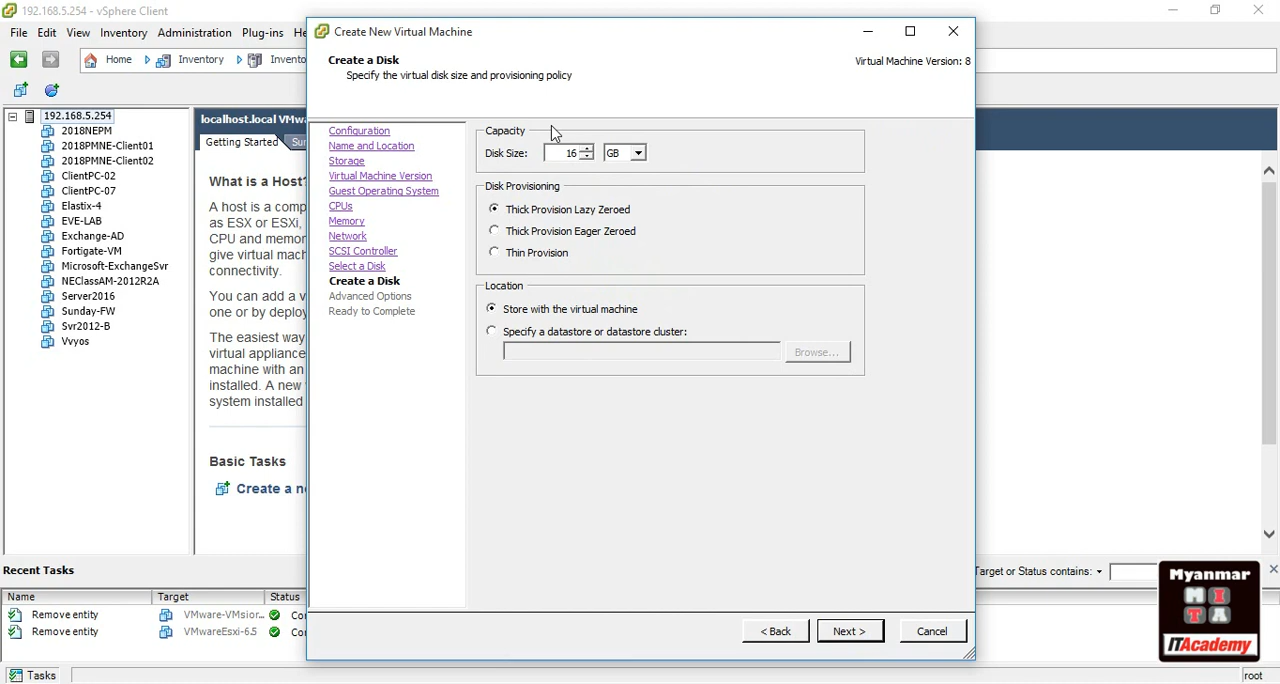 192.168.5.254 - vSphere Client
File Edit View Inventory Administration Plug-ins
Home Inventory
192.168.5.254
2018NEPM
2018PMNE-Client01
2018PMNE-Client02
ClientPC-02
ClientPC-07
Elastix-4
EVE-LAB
Exchange-AD
Fortigate-VM
Microsoft-ExchangeSvr
NEClassAM-2012R2A
Server2016
Sunday-FW
Svr2012-B
Vvyos
localhost.local
Getting Started
What is a Host?
A host is a comp
as ESX or ESXi,
CPU and memor
give virtual mach
connectivity.
You can add a v
one or by deploy
The easiest way
virtual appliance
machine with an
installed. A new
system installed
Basic Tasks
Create a n
Create New Virtual Machine
Create a Disk
Specify the virtual disk size and provisioning policy
Virtual Machine Version: 8
Configuration
Name and Location
Storage
Virtual Machine Version
Guest Operating System
CPUs
Memory
Network
SCSI Controller
Select a Disk
Create a Disk
Advanced Options
Ready to Complete
Capacity
Disk Size: 16 GB
Disk Provisioning
Thick Provision Lazy Zeroed
Thick Provision Eager Zeroed
Thin Provision
Location
Store with the virtual machine
Specify a datastore or datastore cluster:
Browse...
< Back Next > Cancel
Recent Tasks
Target or Status contains:
Name Target Status
Remove entity VMware-VMsior...
Remove entity VMwareEsxi-6.5
Tasks
root
Myanmar
M I
T A
ITAcademy